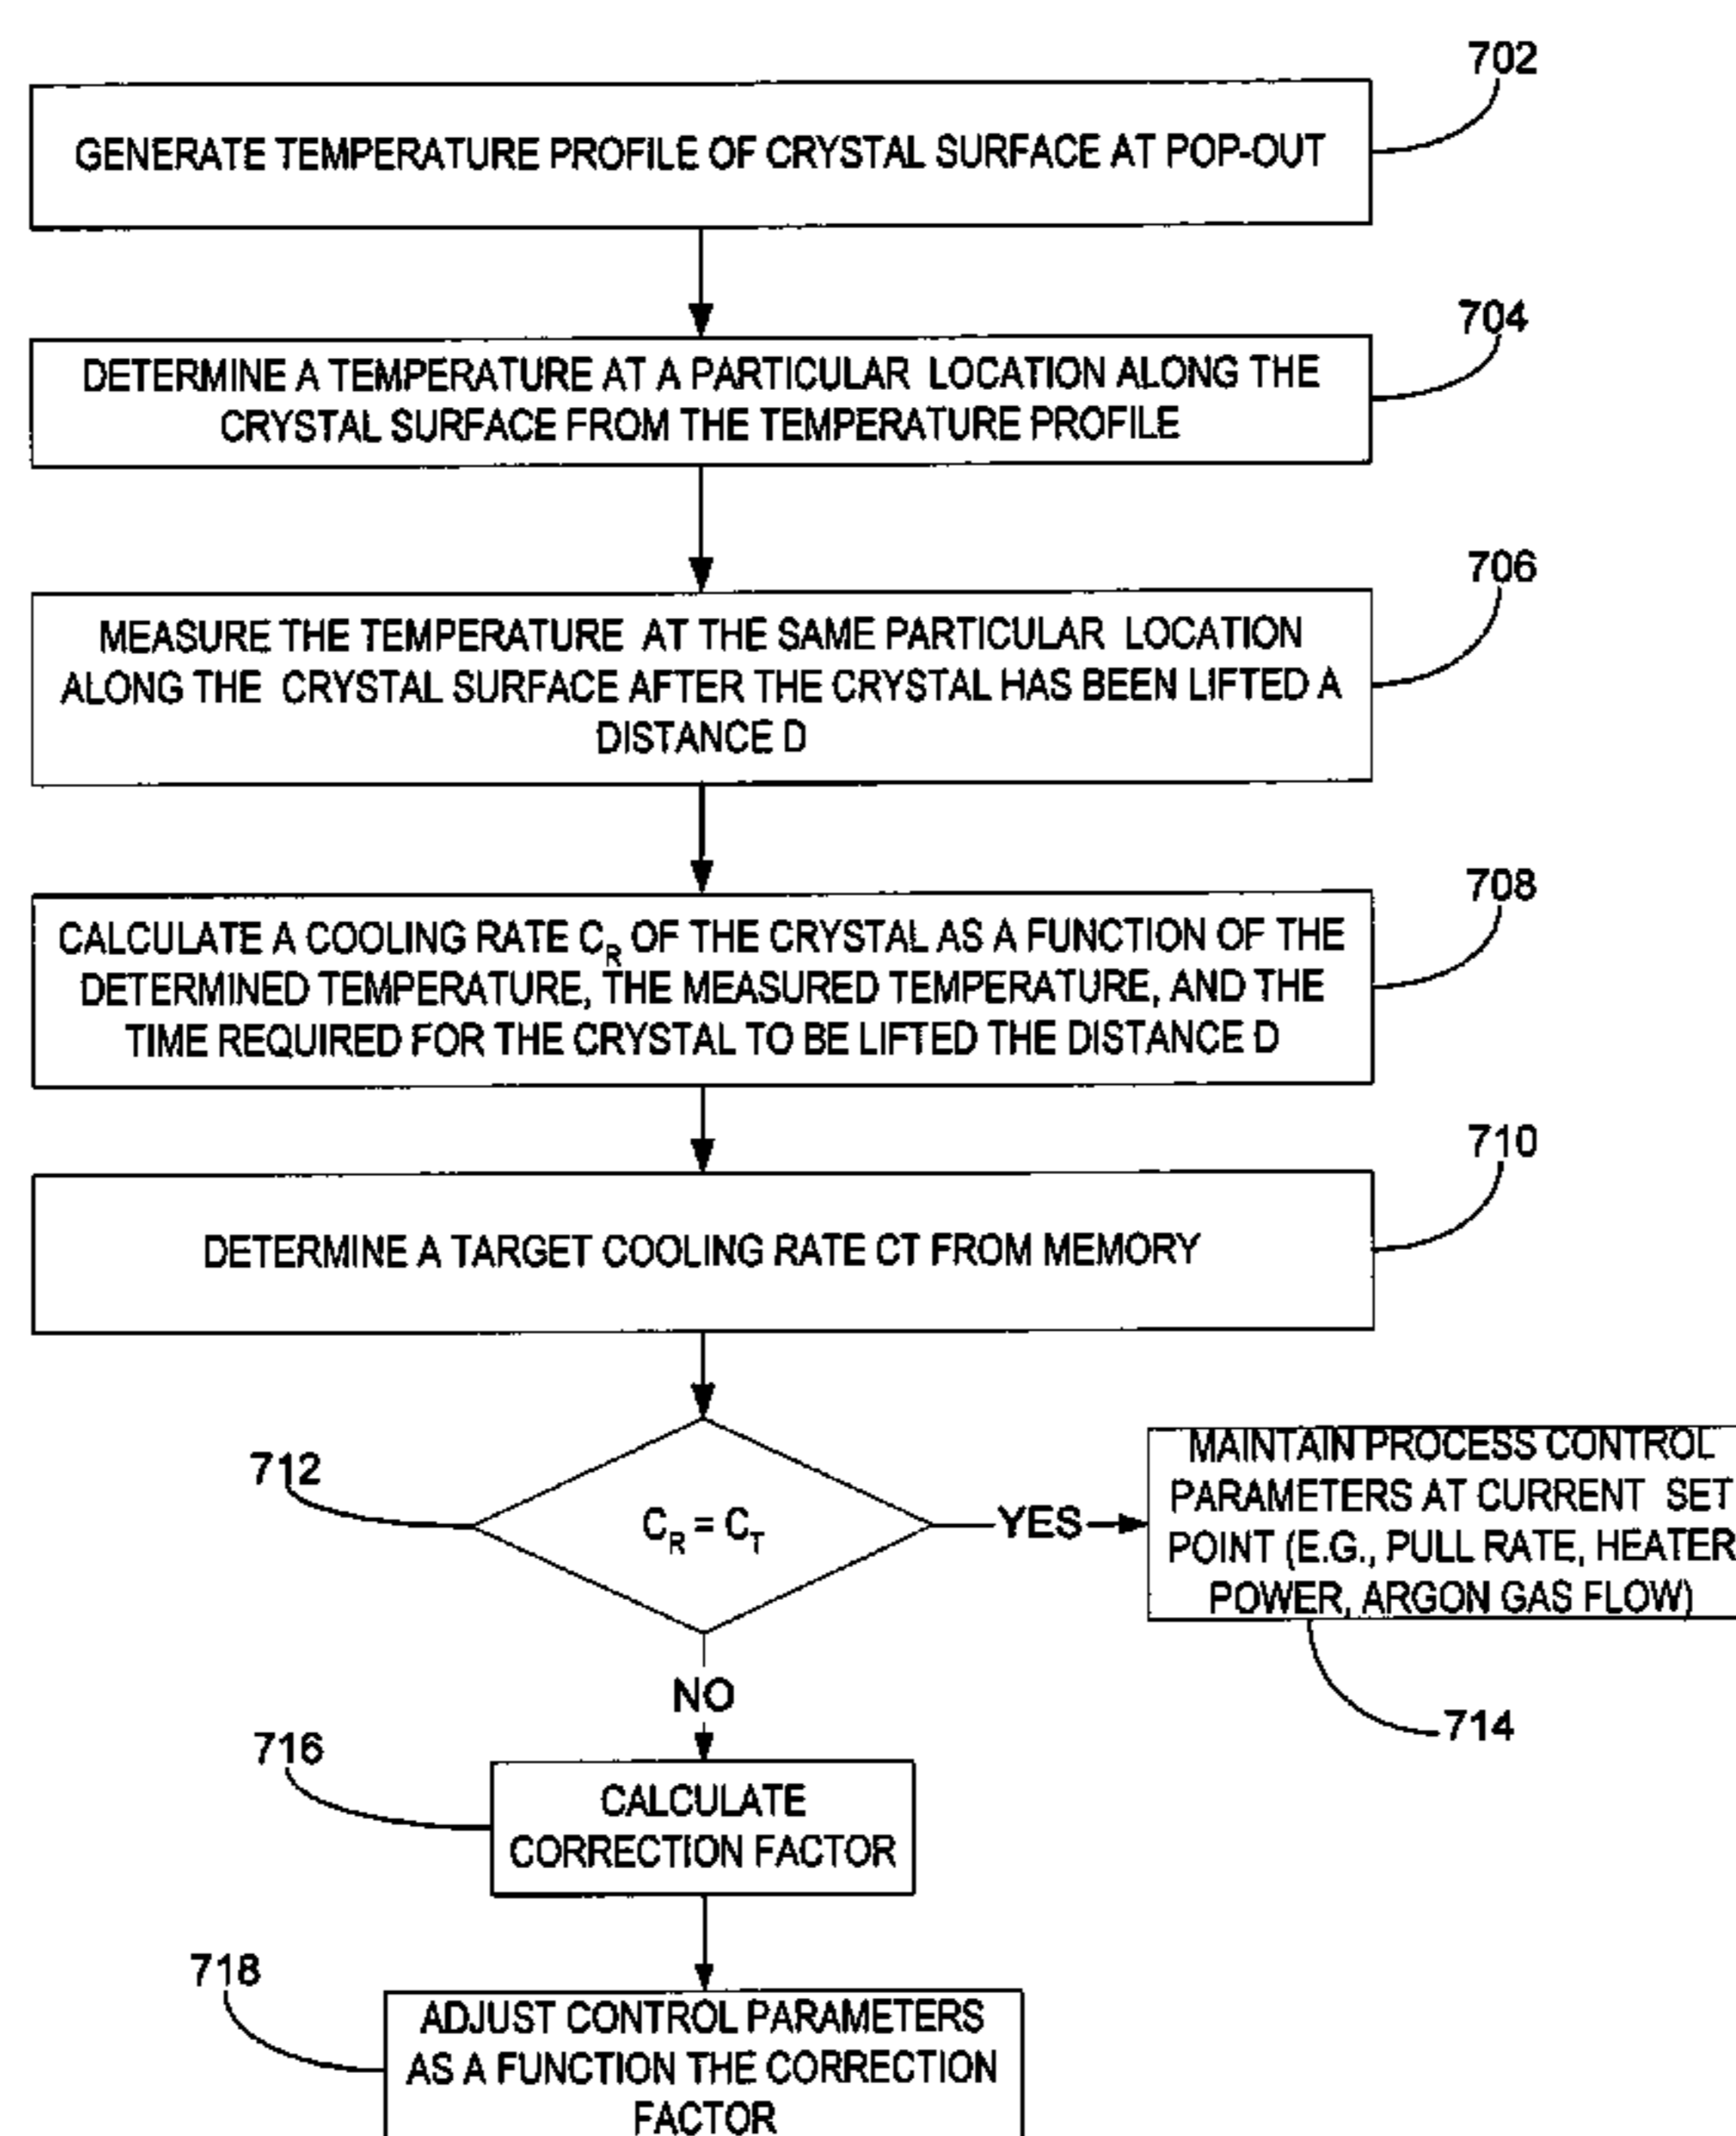 702
GENERATE TEMPERATURE PROFILE OF CRYSTAL SURFACE AT POP-OUT
704
DETERMINE A TEMPERATURE AT A PARTICULAR LOCATION ALONG THE
CRYSTAL SURFACE FROM THE TEMPERATURE PROFILE
706
MEASURE THE TEMPERATURE AT THE SAME PARTICULAR LOCATION
ALONG THE CRYSTAL SURFACE AFTER THE CRYSTAL HAS BEEN LIFTED A
DISTANCE D
708
CALCULATE A COOLING RATE C_R OF THE CRYSTAL AS A FUNCTION OF THE
DETERMINED TEMPERATURE, THE MEASURED TEMPERATURE, AND THE
TIME REQUIRED FOR THE CRYSTAL TO BE LIFTED THE DISTANCE D
710
DETERMINE A TARGET COOLING RATE CT FROM MEMORY
712
C_R = C_T
YES
MAINTAIN PROCESS CONTROL
PARAMETERS AT CURRENT SET
POINT (E.G., PULL RATE, HEATER
POWER, ARGON GAS FLOW)
714
NO
716
CALCULATE
CORRECTION FACTOR
718
ADJUST CONTROL PARAMETERS
AS A FUNCTION THE CORRECTION
FACTOR